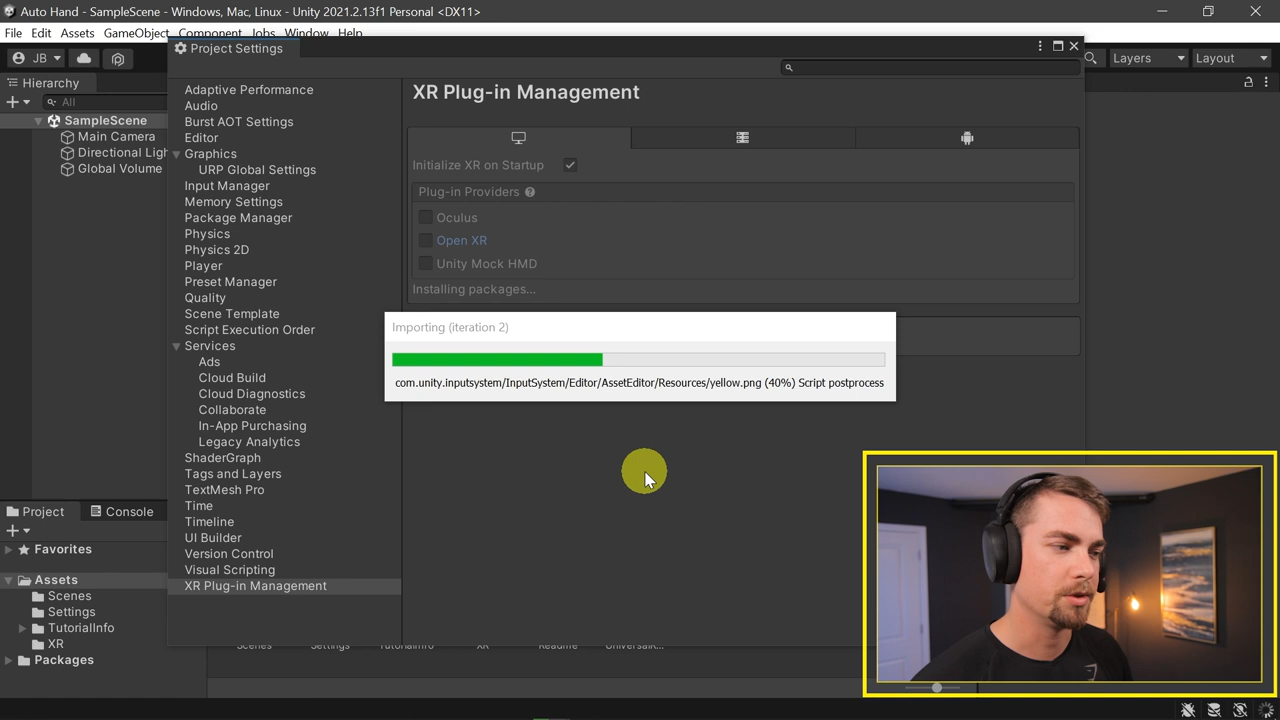 Auto Hand - SampleScene - Windows, Mac, Linux - Unity 2021.2.13f1 Personal <DX11>
File Edit Assets GameObject Component Jobs Window Help
JB
Layers
Layout
Project Settings
Hierarchy
All
SampleScene
Main Camera
Directional Ligh
Global Volume
Adaptive Performance
Audio
Burst AOT Settings
Editor
Graphics
URP Global Settings
Input Manager
Memory Settings
Package Manager
Physics
Physics 2D
Player
Preset Manager
Quality
Scene Template
Script Execution Order
Services
Ads
Cloud Build
Cloud Diagnostics
Collaborate
In-App Purchasing
Legacy Analytics
ShaderGraph
Tags and Layers
TextMesh Pro
Time
Timeline
UI Builder
Version Control
Visual Scripting
XR Plug-in Management
XR Plug-in Management
Initialize XR on Startup
Plug-in Providers
Oculus
Open XR
Unity Mock HMD
Installing packages...
Importing (iteration 2)
com.unity.inputsystem/InputSystem/Editor/AssetEditor/Resources/yellow.png (40%) Script postprocess
Project
Console
Favorites
Assets
Scenes
Settings
TutorialInfo
XR
Packages
Scenes
Settings
TutorialInfo
XR
Readme
UniversalR...